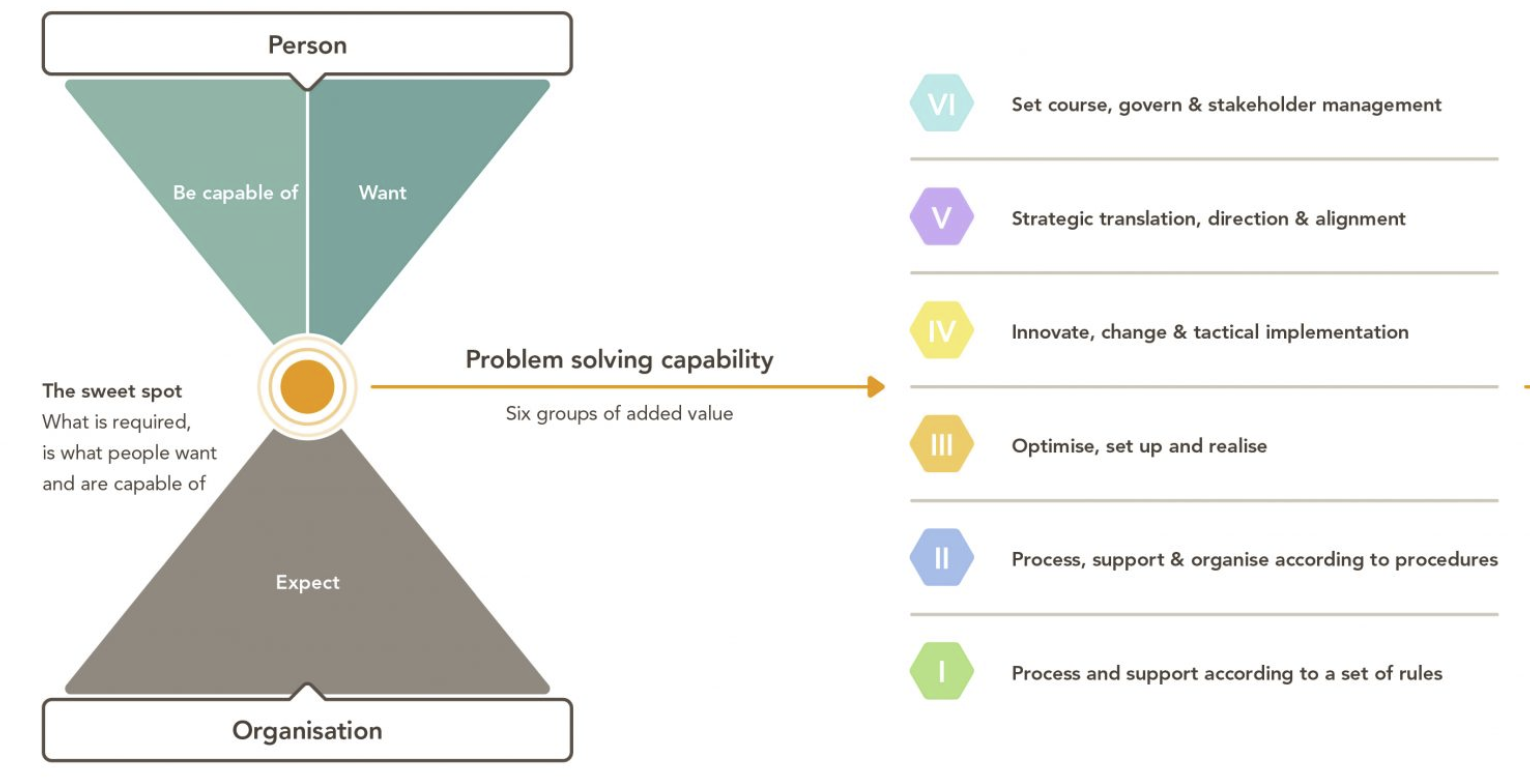 Person
Be capable of
Want
The sweet spot
What is required,
is what people want
and are capable of
Expect
Organisation
Problem solving capability
Six groups of added value
VI
Set course, govern & stakeholder management
V
Strategic translation, direction & alignment
IV
Innovate, change & tactical implementation
III
Optimise, set up and realise
II
Process, support & organise according to procedures
I
Process and support according to a set of rules